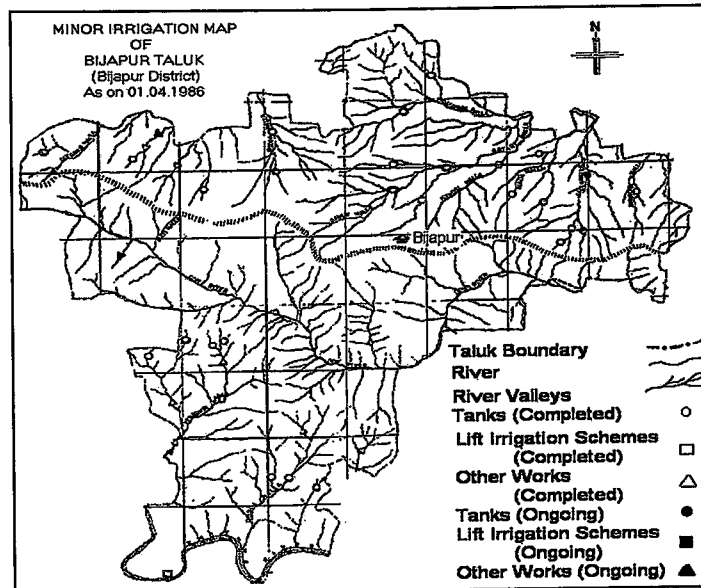 MINOR IRRIGATION MAP
OF
BIJAPUR TALUK
(Bijapur District)
As on 01.04.1986
N
Bijapur
Taluk Boundary
River
River Valleys
Tanks (Completed)
Lift Irrigation Schemes
(Completed)
Other Works
(Completed)
Tanks (Ongoing)
Lift Irrigation Schemes
(Ongoing)
Other Works (Ongoing)